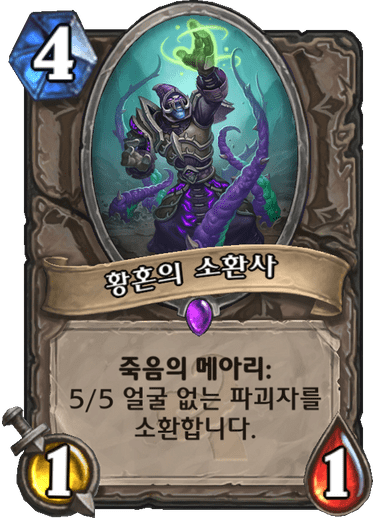 4
황혼의 소환사
죽음의 메아리:
5/5 얼굴 없는 파괴자를
소환합니다.
1
1